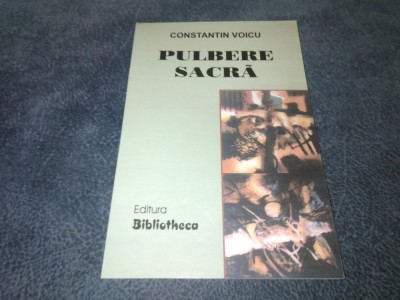 CONSTANTIN VOICU
PULBERE
SACRĂ
Editura
Bibliotheca